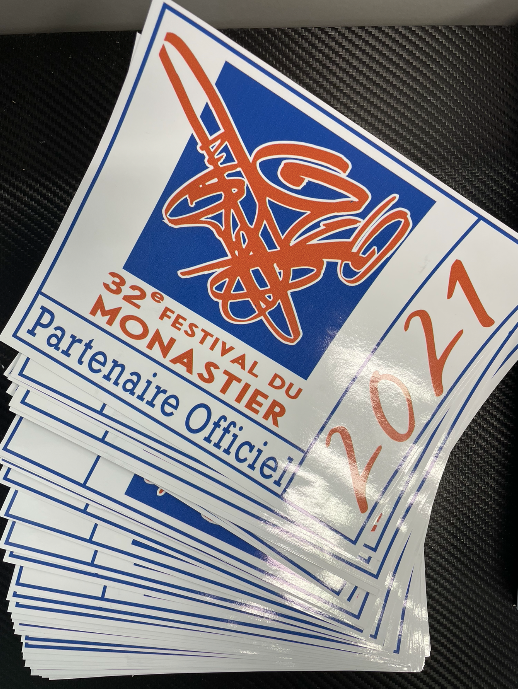 32e FESTIVAL DU
MONASTIER
Partenaire Officiel
2021